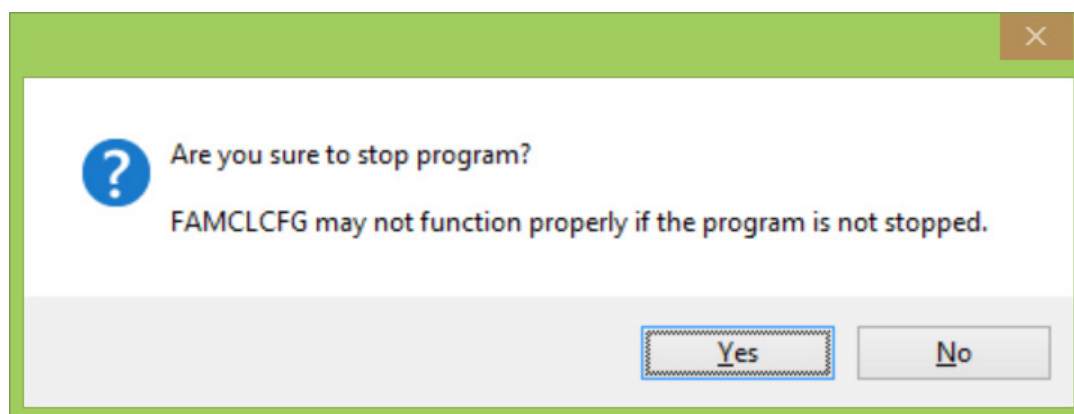 Are you sure to stop program?
FAMCLCFG may not function properly if the program is not stopped.
Yes
No